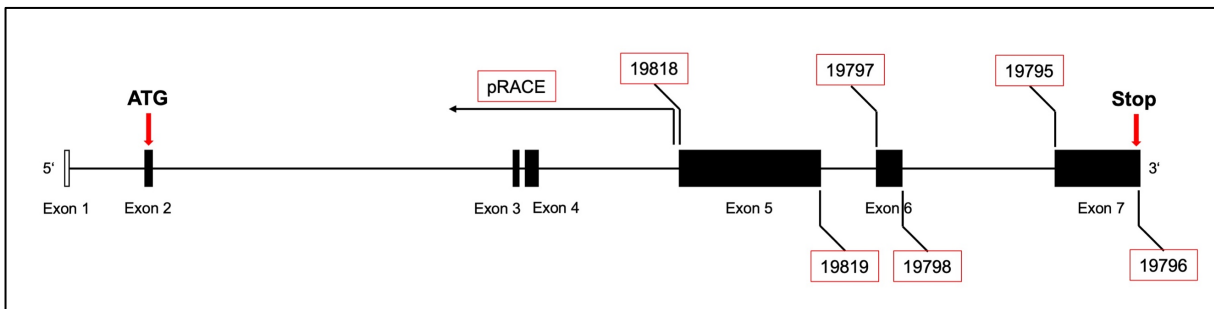 19818
19797
19795
pRACE
ATG
Stop
5‘
3‘
Exon 1
Exon 2
Exon 3
Exon 4
Exon 5
Exon 6
Exon 7
19819
19798
19796